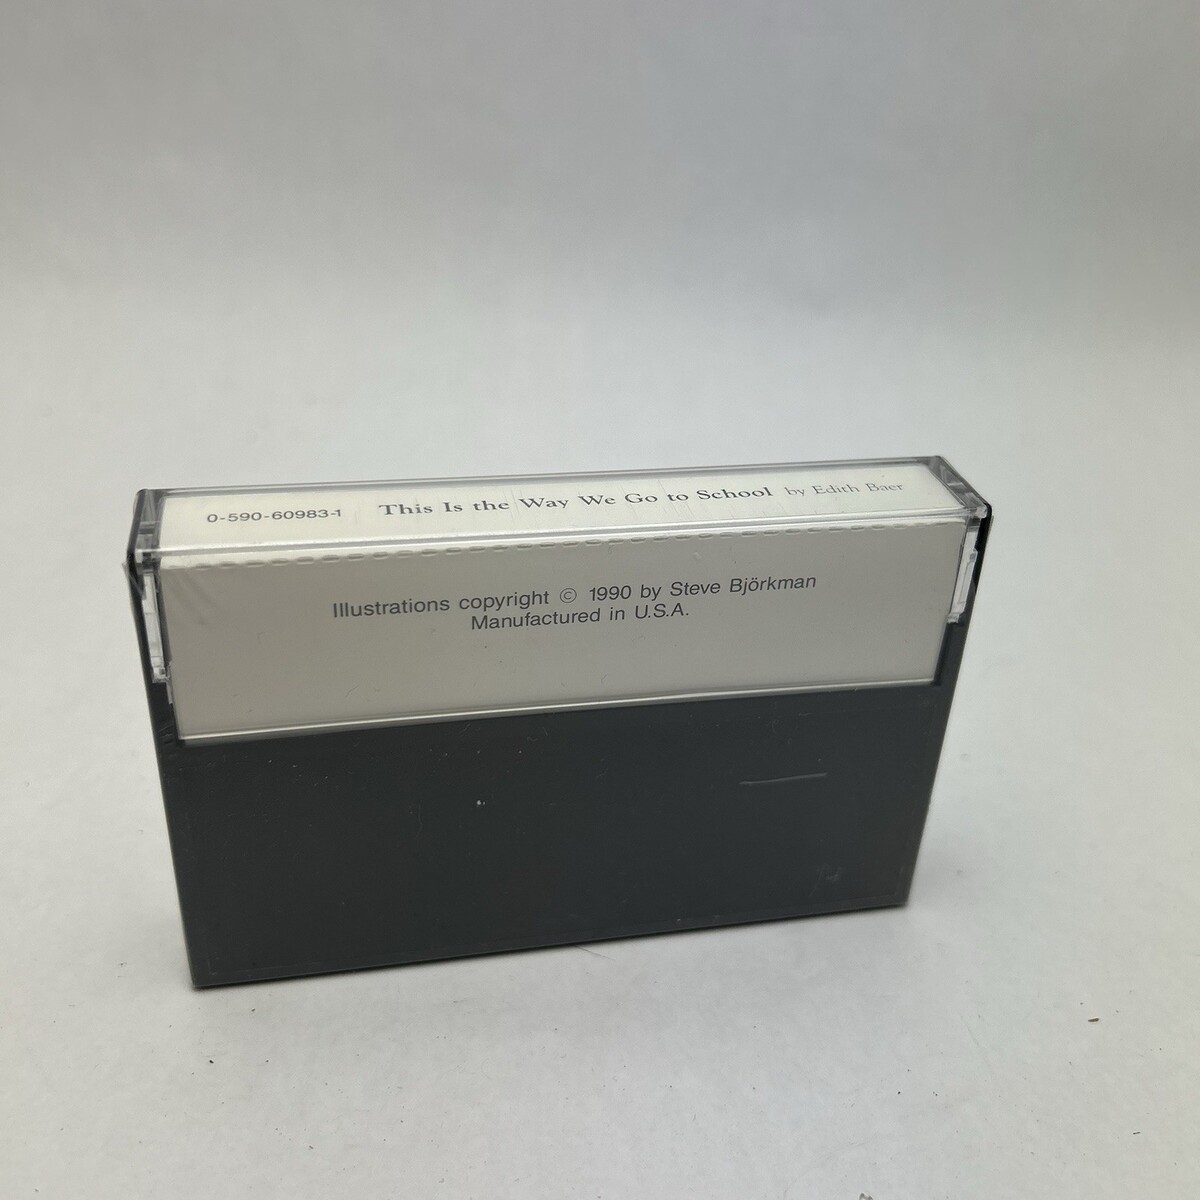 0-590-60983-1 This Is the Way We Go to School by Edith Baer
Illustrations copyright © 1990 by Steve Björkman
Manufactured in U.S.A.